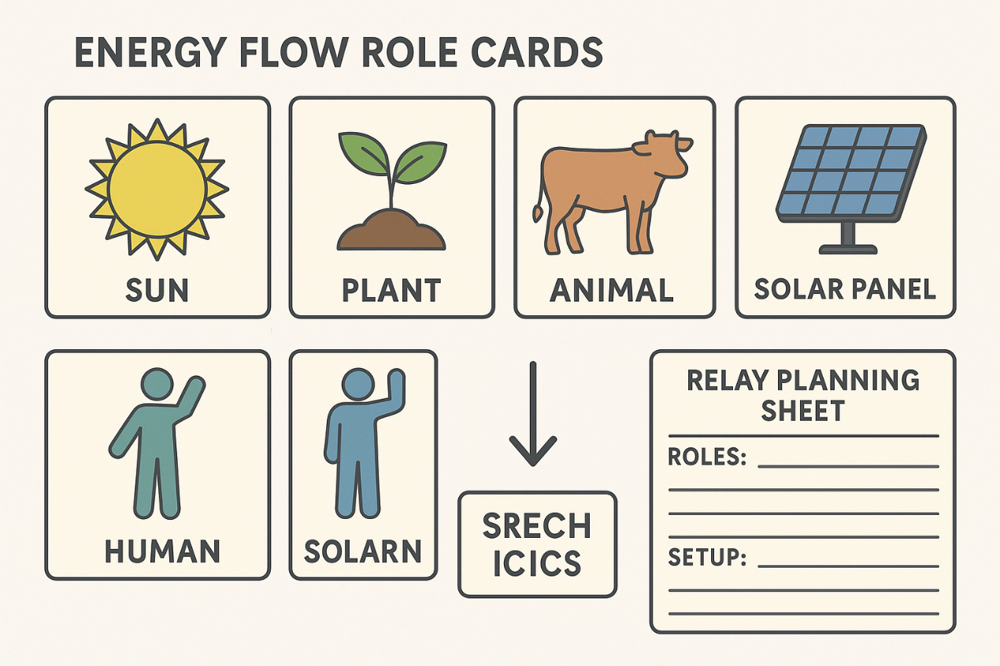 ENERGY FLOW ROLE CARDS
SUN
PLANT
ANIMAL
SOLAR PANEL
HUMAN
SOLARN
SRECH
ICICS
RELAY PLANNING
SHEET
ROLES:
SETUP: